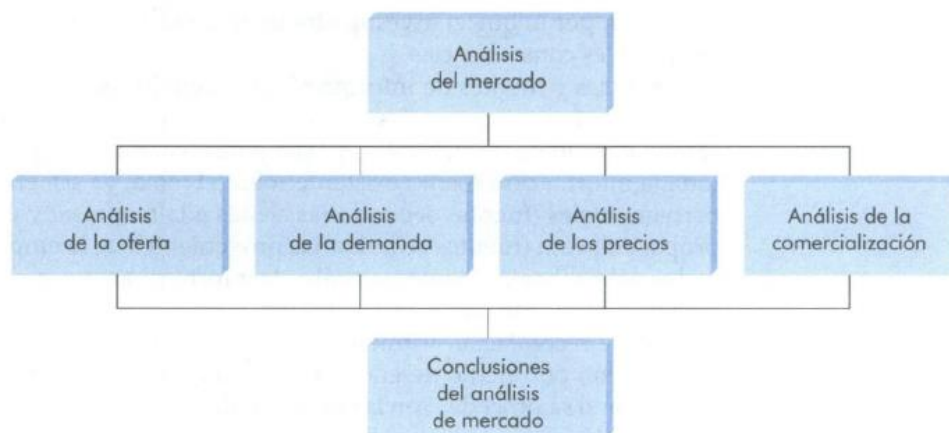 Análisis
del mercado
Análisis
de la oferta
Análisis
de la demanda
Análisis
de los precios
Análisis de la
comercialización
Conclusiones
del análisis
de mercado